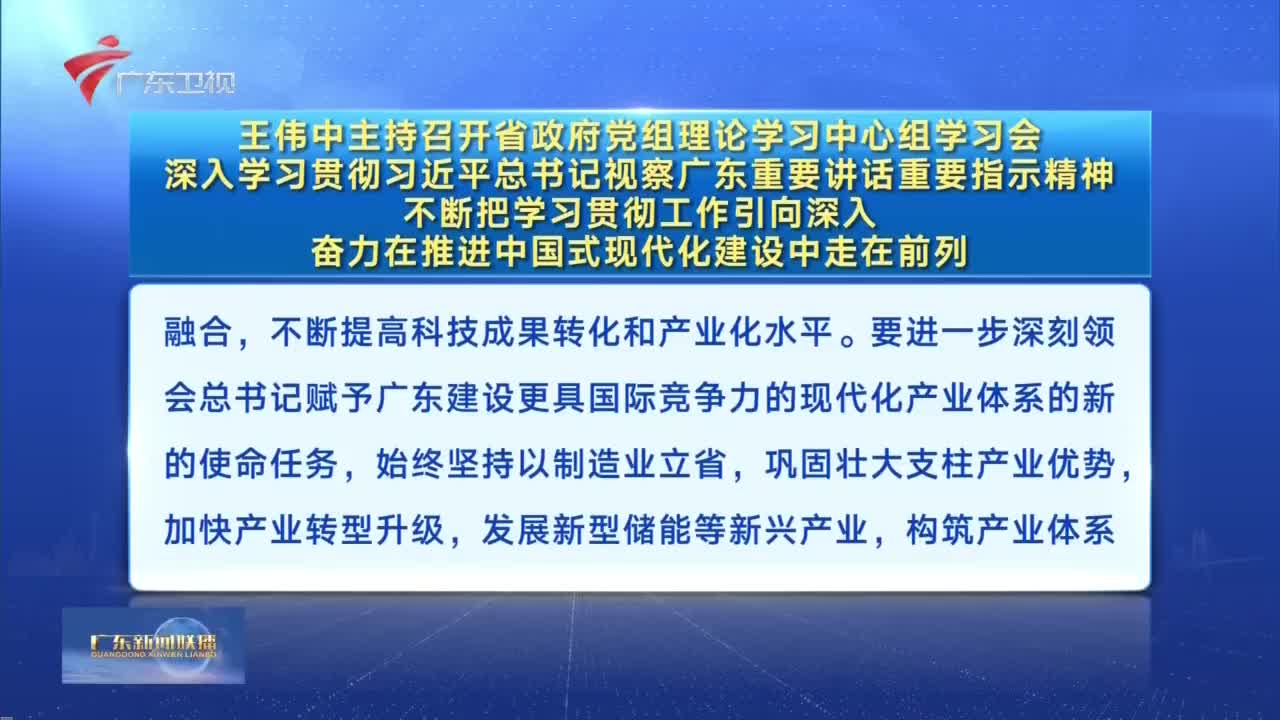 广东卫视
王伟中主持召开省政府党组理论学习中心组学习会
深入学习贯彻习近平总书记视察广东重要讲话重要指示精神
不断把学习贯彻工作引向深入
奋力在推进中国式现代化建设中走在前列
融合，不断提高科技成果转化和产业化水平。要进一步深刻领
会总书记赋予广东建设更具国际竞争力的现代化产业体系的新
的使命任务，始终坚持以制造业立省，巩固壮大支柱产业优势，
加快产业转型升级，发展新型储能等新兴产业，构筑产业体系
广东新闻联播
GUANGDONG XINWEN LIANBO